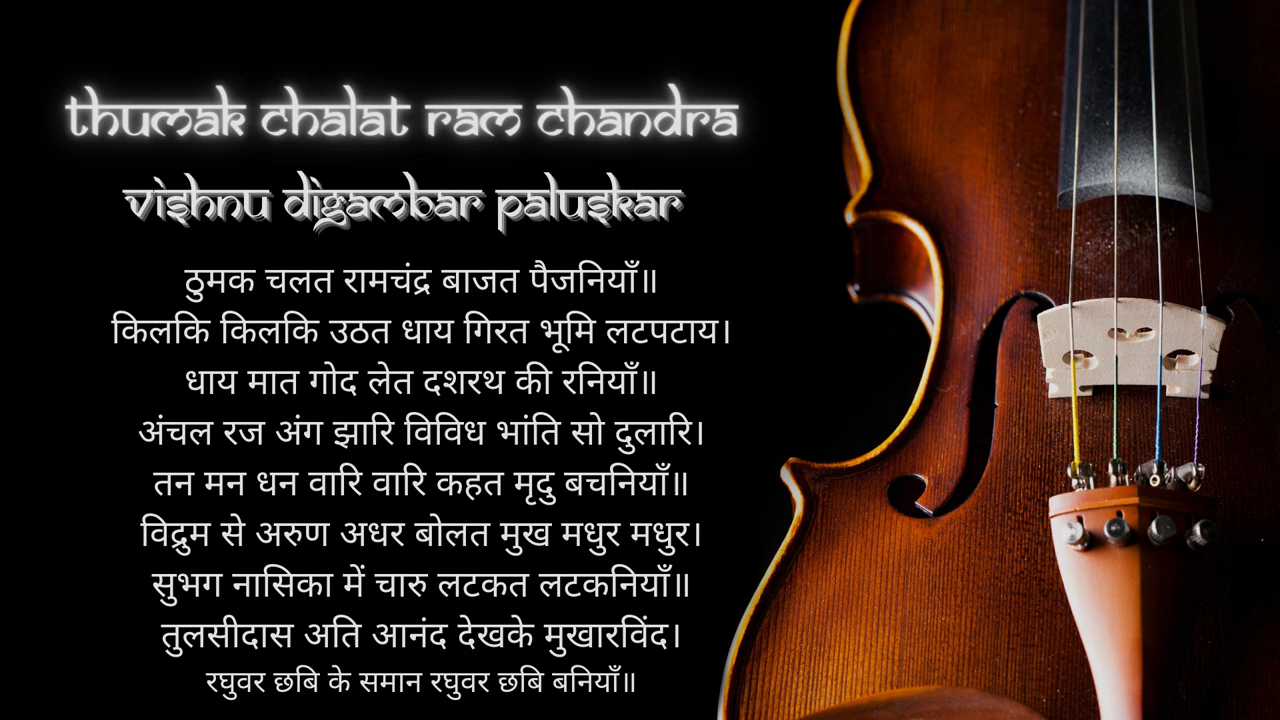 thumak chalat ram chandra
vishnu digambar paluskar
ठुमक चलत रामचंद्र बाजत पैजनियाँ॥
किलकि किलकि उठत धाय गिरत भूमि लटपटाय।
धाय मात गोद लेत दशरथ की रनियाँ॥
अंचल रज अंग झारि विविध भांति सो दुलारि।
तन मन धन वारि वारि कहत मृदु बचनियाँ॥
विद्रुम से अरुण अधर बोलत मुख मधुर मधुर।
सुभग नासिका में चारु लटकत लटकनियाँ॥
तुलसीदास अति आनंद देखके मुखारविंद।
रघुवर छबि के समान रघुवर छबि बनियाँ॥